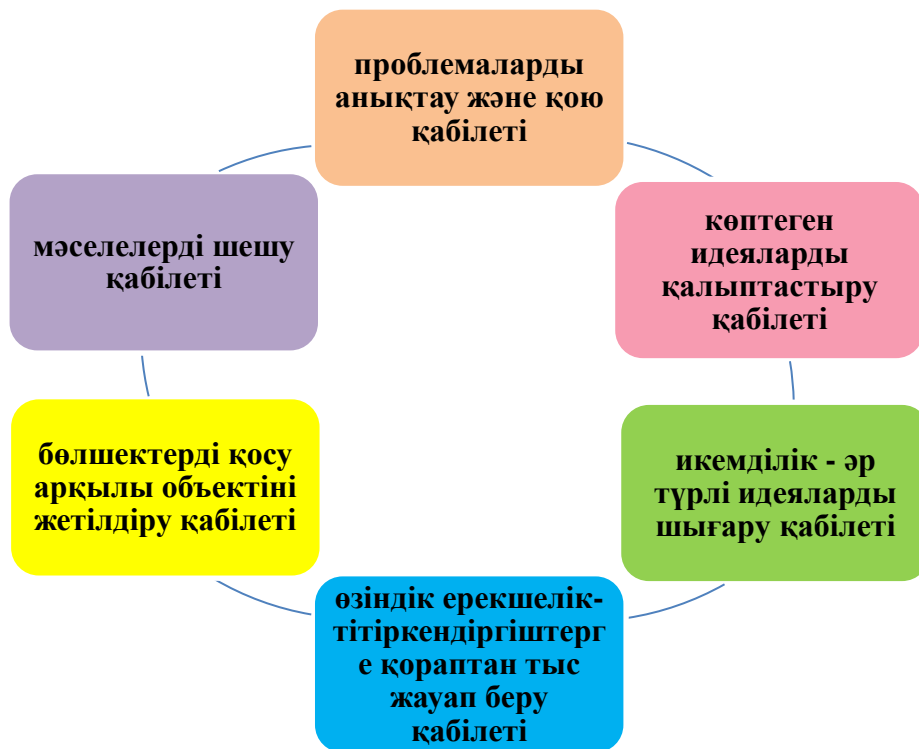 проблемаларды
анықтау және қою
қабілеті
көптеген
идеяларды
қалыптастыру
қабілеті
икемділік - әр
түрлі идеяларды
шығару қабілеті
өзіндік ерекшелік-
тітіркендіргіштерг
е қораптан тыс
жауап беру
қабілеті
бөлшектерді қосу
арқылы объектіні
жетілдіру қабілеті
мәселелерді шешу
қабілеті